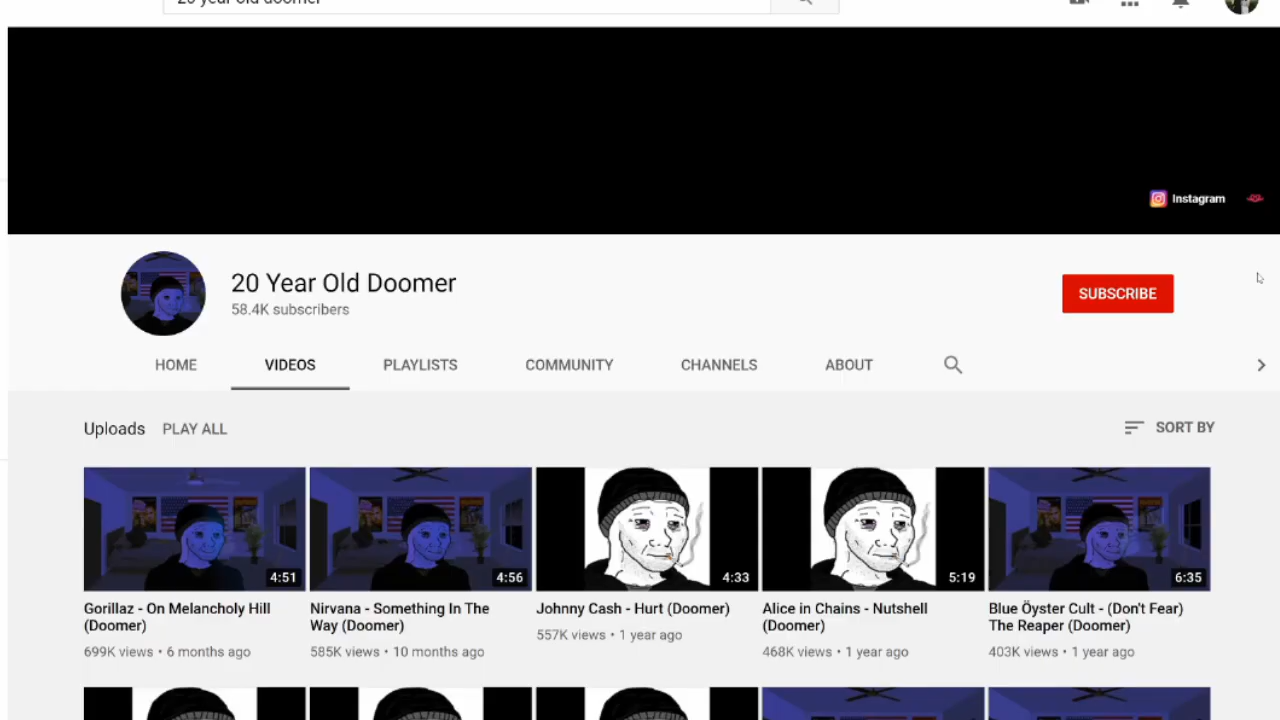 20 year old doomer
Instagram
20 Year Old Doomer
58.4K subscribers
SUBSCRIBE
HOME VIDEOS PLAYLISTS COMMUNITY CHANNELS ABOUT
Uploads PLAY ALL SORT BY
4:51 4:56 4:33 5:19 6:35
Gorillaz - On Melancholy Hill
(Doomer)
699K views • 6 months ago
Nirvana - Something In The
Way (Doomer)
585K views • 10 months ago
Johnny Cash - Hurt (Doomer)
557K views • 1 year ago
Alice in Chains - Nutshell
(Doomer)
468K views • 1 year ago
Blue Öyster Cult - (Don't Fear)
The Reaper (Doomer)
403K views • 1 year ago